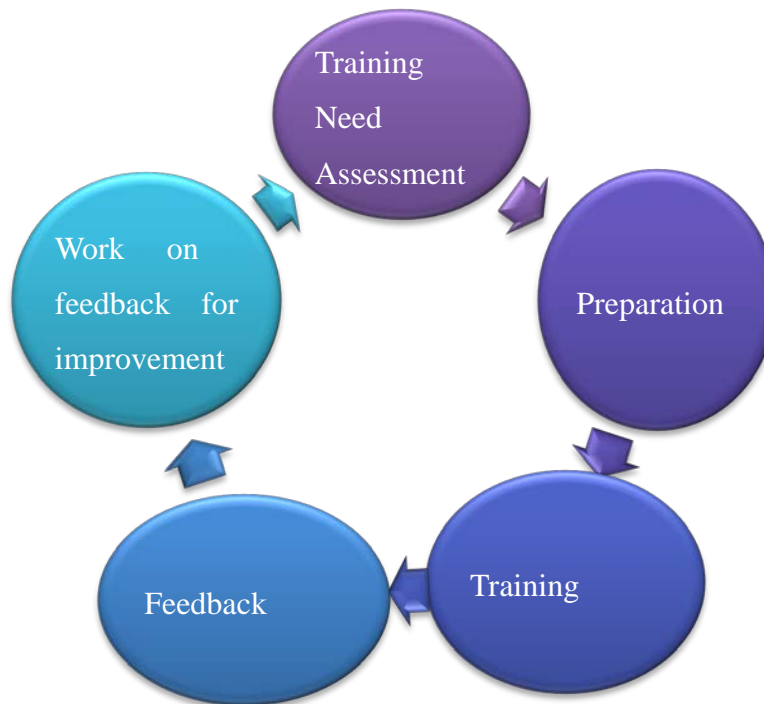 Training
Need
Assessment
Preparation
Training
Feedback
Work on
feedback for
improvement